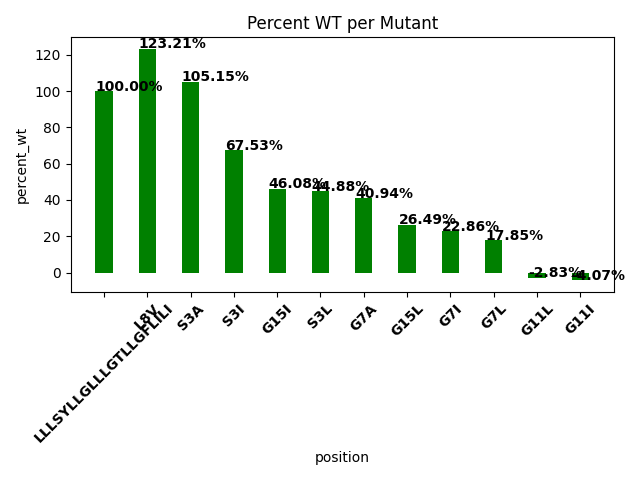 Percent WT per Mutant
percent_wt
120
100
80
60
40
20
0
100.00%
123.21%
105.15%
67.53%
46.08%
44.88%
40.94%
26.49%
22.86%
17.85%
-2.83%
-4.07%
LLLSYLLGLLLGTLLGFLILI
L8V
S3A
S3I
G15I
S3L
G7A
G15L
G7I
G7L
G11L
G11I
position